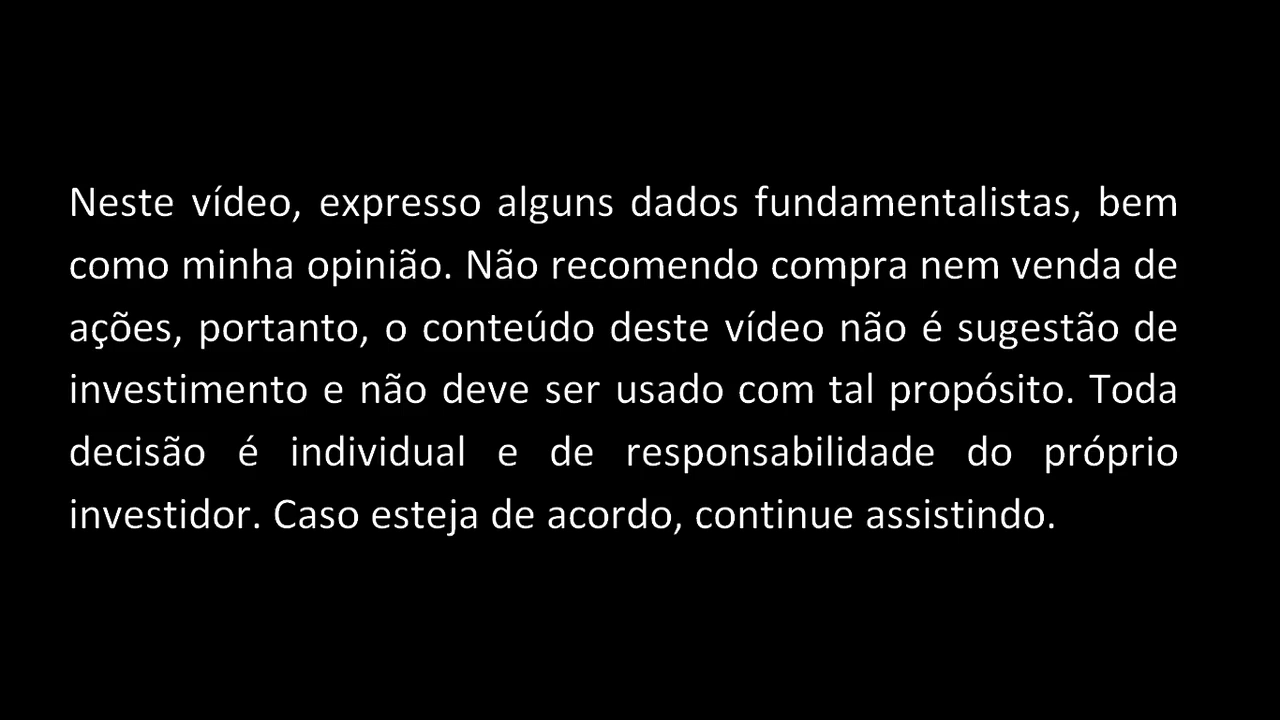 Neste vídeo, expresso alguns dados fundamentalistas, bem
como minha opinião. Não recomendo compra nem venda de
ações, portanto, o conteúdo deste vídeo não é sugestão de
investimento e não deve ser usado com tal propósito. Toda
decisão é individual e de responsabilidade do próprio
investidor. Caso esteja de acordo, continue assistindo.